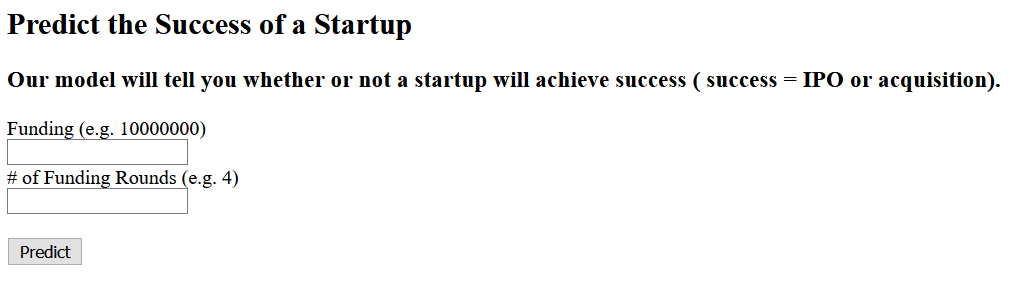 Predict the Success of a Startup
Our model will tell you whether or not a startup will achieve success ( success = IPO or acquisition).
Funding (e.g. 10000000)
# of Funding Rounds (e.g. 4)
Predict